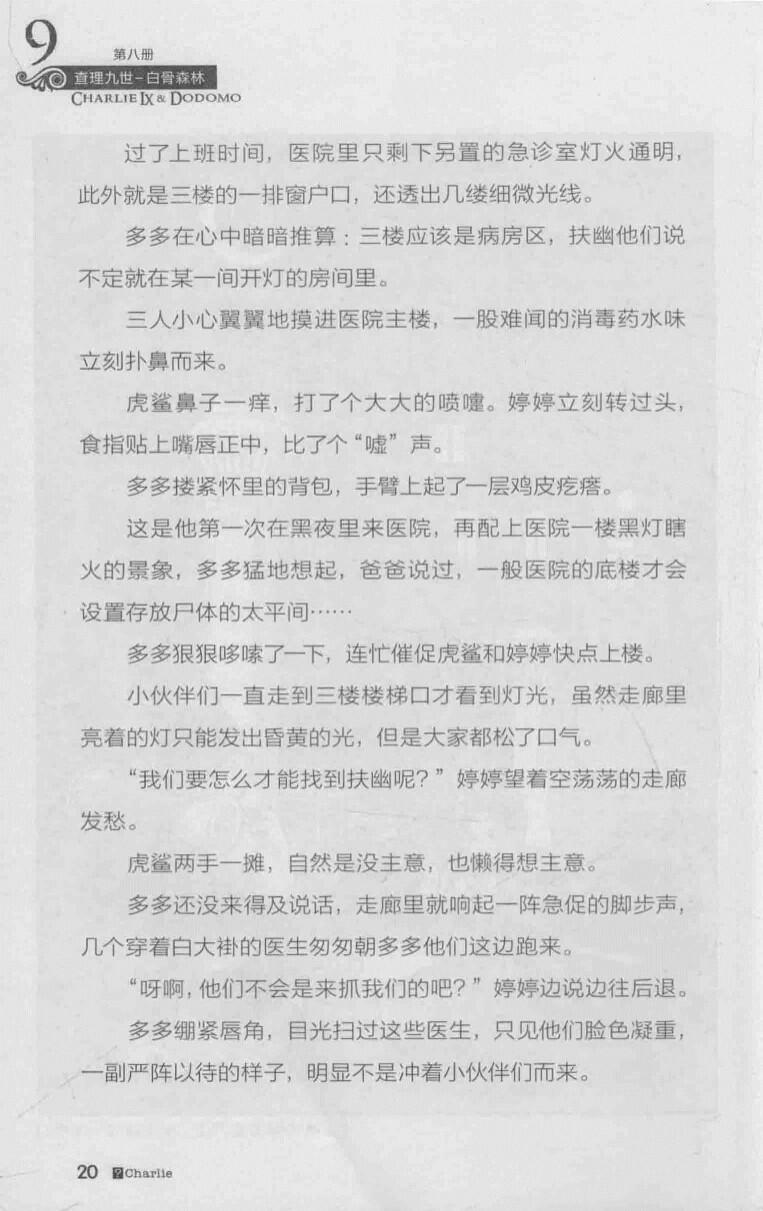 9
第八册
查理九世－白骨森林
CHARLIE IX & DODOMO
过了上班时间，医院里只剩下另置的急诊室灯火通明，
此外就是三楼的一排窗户口，还透出几缕细微光线。
多多在心中暗暗推算：三楼应该是病房区，扶幽他们说
不定就在某一间开灯的房间里。
三人小心翼翼地摸进医院主楼，一股难闻的消毒药水味
立刻扑鼻而来。
虎鲨鼻子一痒，打了个大大的喷嚏。婷婷立刻转过头，
食指贴上嘴唇正中，比了个“嘘”声。
多多搂紧怀里的背包，手臂上起了一层鸡皮疙瘩。
这是他第一次在黑夜里来医院，再配上医院一楼黑灯瞎
火的景象，多多猛地想起，爸爸说过，一般医院的底楼才会
设置存放尸体的太平间……
多多狠狠哆嗦了一下，连忙催促虎鲨和婷婷快点上楼。
小伙伴们一直走到三楼楼梯口才看到灯光，虽然走廊里
亮着的灯只能发出昏黄的光，但是大家都松了口气。
“我们要怎么才能找到扶幽呢？”婷婷望着空荡荡的走廊
发愁。
虎鲨两手一摊，自然是没主意，也懒得想主意。
多多还没来得及说话，走廊里就响起一阵急促的脚步声，
几个穿着白大褂的医生匆匆朝多多他们这边跑来。
“呀啊，他们不会是来抓我们的吧？”婷婷边说边往后退。
多多绷紧唇角，目光扫过这些医生，只见他们脸色凝重，
一副严阵以待的样子，明显不是冲着小伙伴们而来。
20 ? Charlie